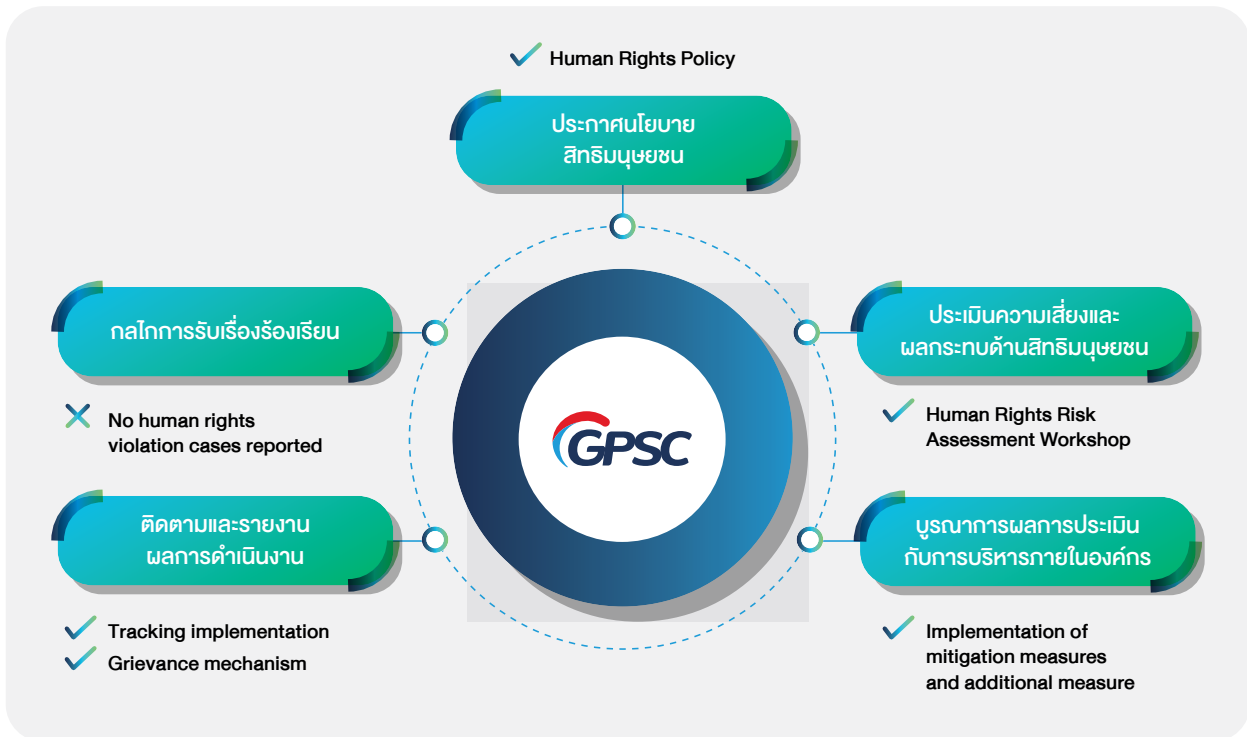 Human Rights Policy
ประกาศนโยบาย
สิทธิมนุษยชน
ประเมินความเสี่ยงและ
ผลกระทบด้านสิทธิมนุษยชน
Human Rights Risk
Assessment Workshop
บูรณาการผลการประเมิน
กับการบริหารภายในองค์กร
Implementation of
mitigation measures
and additional measure
ติดตามและรายงาน
ผลการดำเนินงาน
Tracking implementation
Grievance mechanism
กลไกการรับเรื่องร้องเรียน
No human rights
violation cases reported
GPSC